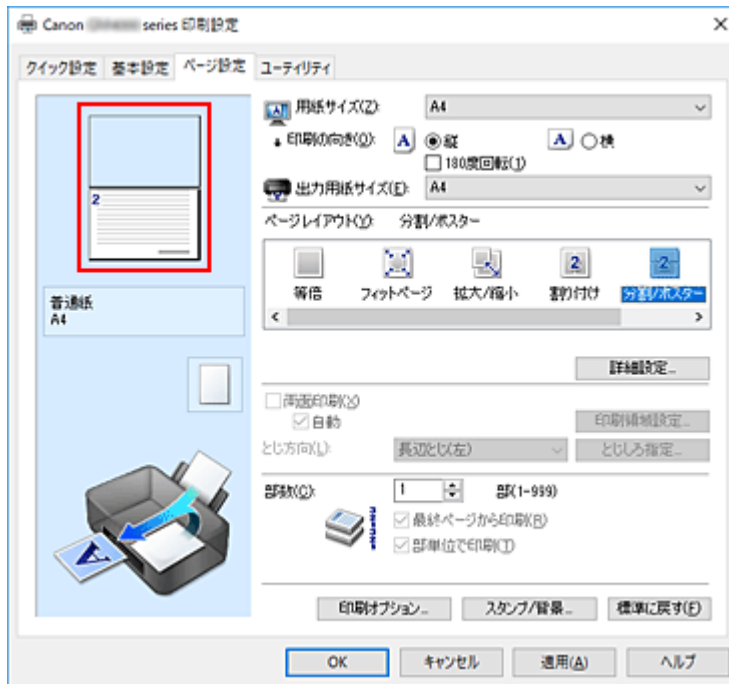 Canon series 印刷設定
クイック設定 基本設定 ページ設定 ユーティリティ
用紙サイズ(Z): A4
印刷の向き(O): A 縦 A 横
180度回転(1)
出力用紙サイズ(E): A4
ページレイアウト(Y): 分割/ポスター
等倍 フィットページ 拡大/縮小 割り付け 分割/ポスター
2
普通紙
A4
詳細設定...
両面印刷(X)
自動 印刷領域設定...
とじ方向(L): 長辺とじ(左) とじしろ指定...
部数(C): 1 部(1-999)
最終ページから印刷(R)
部単位で印刷(T)
印刷オプション... スタンプ/背景... 標準に戻す(F)
OK キャンセル 適用(A) ヘルプ